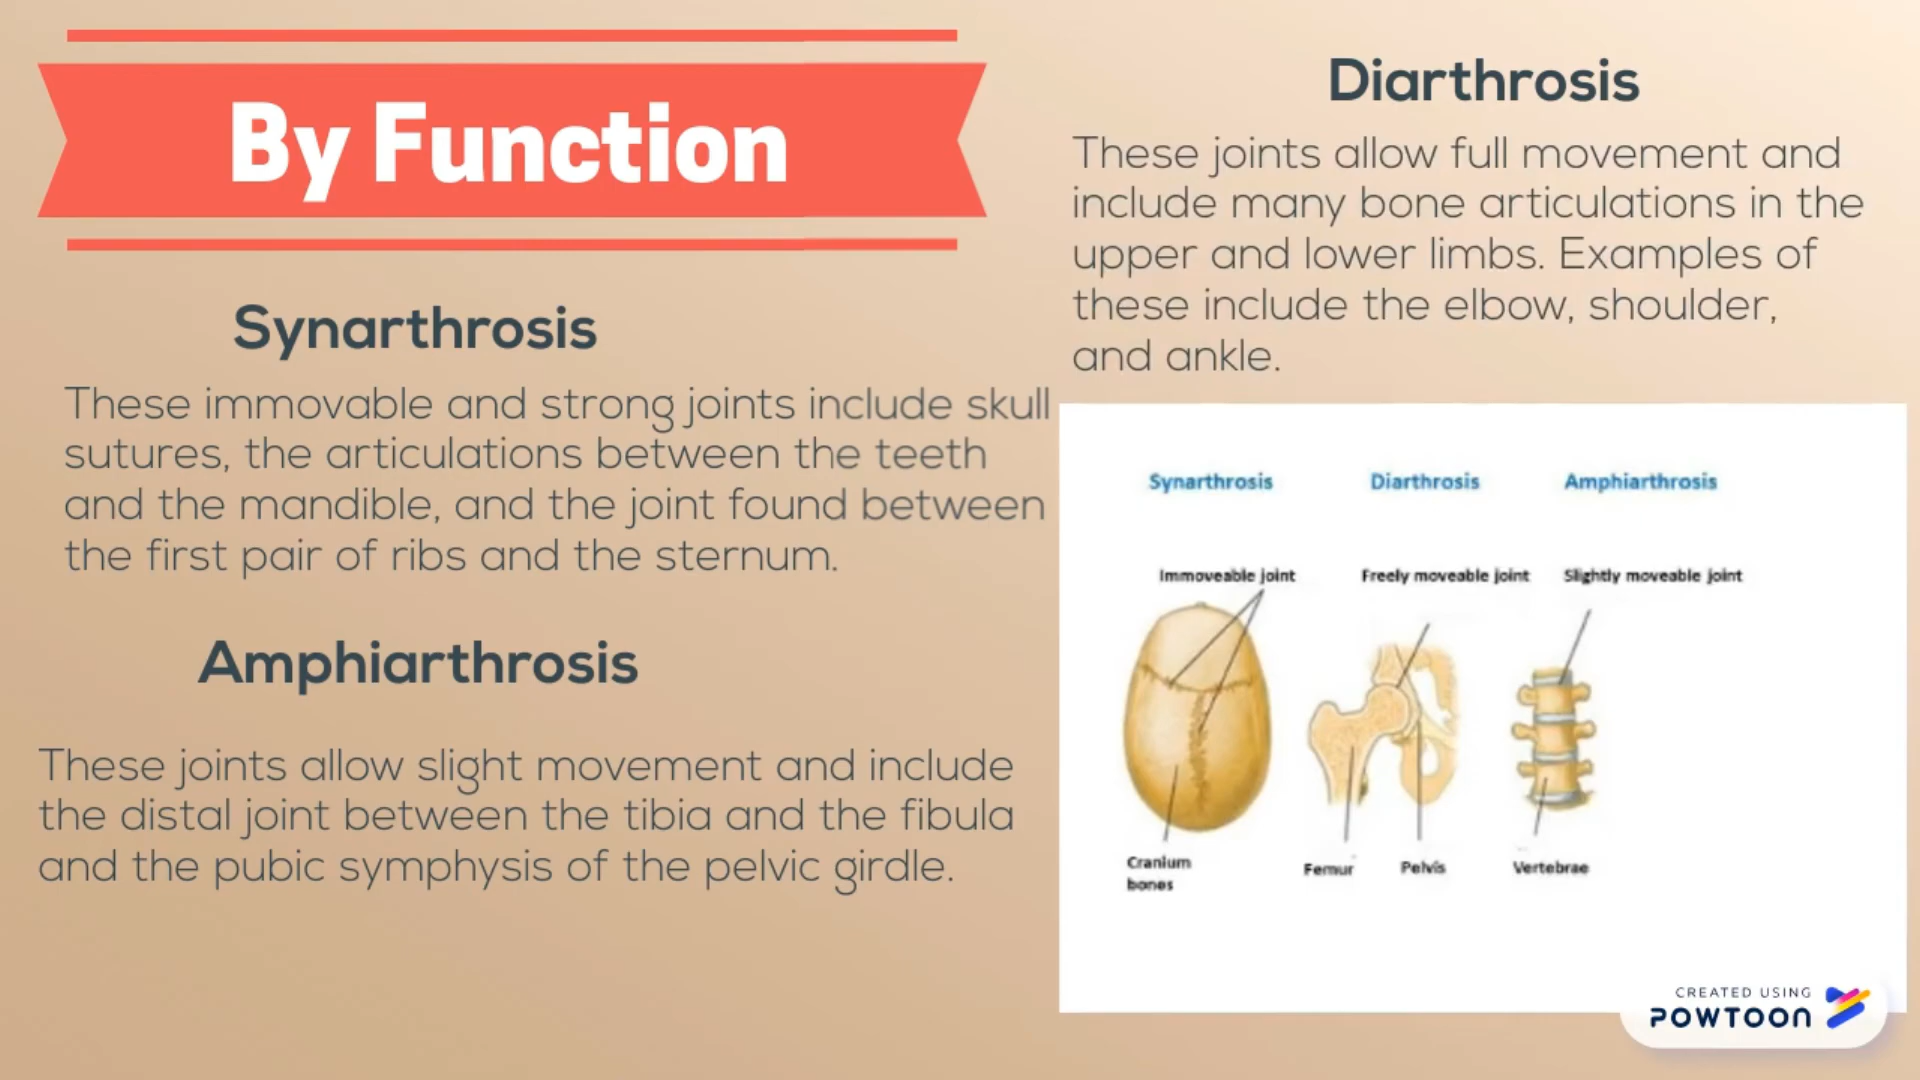 By Function
Synarthrosis
These immovable and strong joints include skull
sutures, the articulations between the teeth
and the mandible, and the joint found between
the first pair of ribs and the sternum.
Amphiarthrosis
These joints allow slight movement and include
the distal joint between the tibia and the fibula
and the pubic symphysis of the pelvic girdle.
Diarthrosis
These joints allow full movement and
include many bone articulations in the
upper and lower limbs. Examples of
these include the elbow, shoulder,
and ankle.
Synarthrosis Diarthrosis Amphiarthrosis
Immoveable joint Freely moveable joint Slightly moveable joint
Cranium
bones
Femur Pelvis Vertebrae
CREATED USING
POWTOON